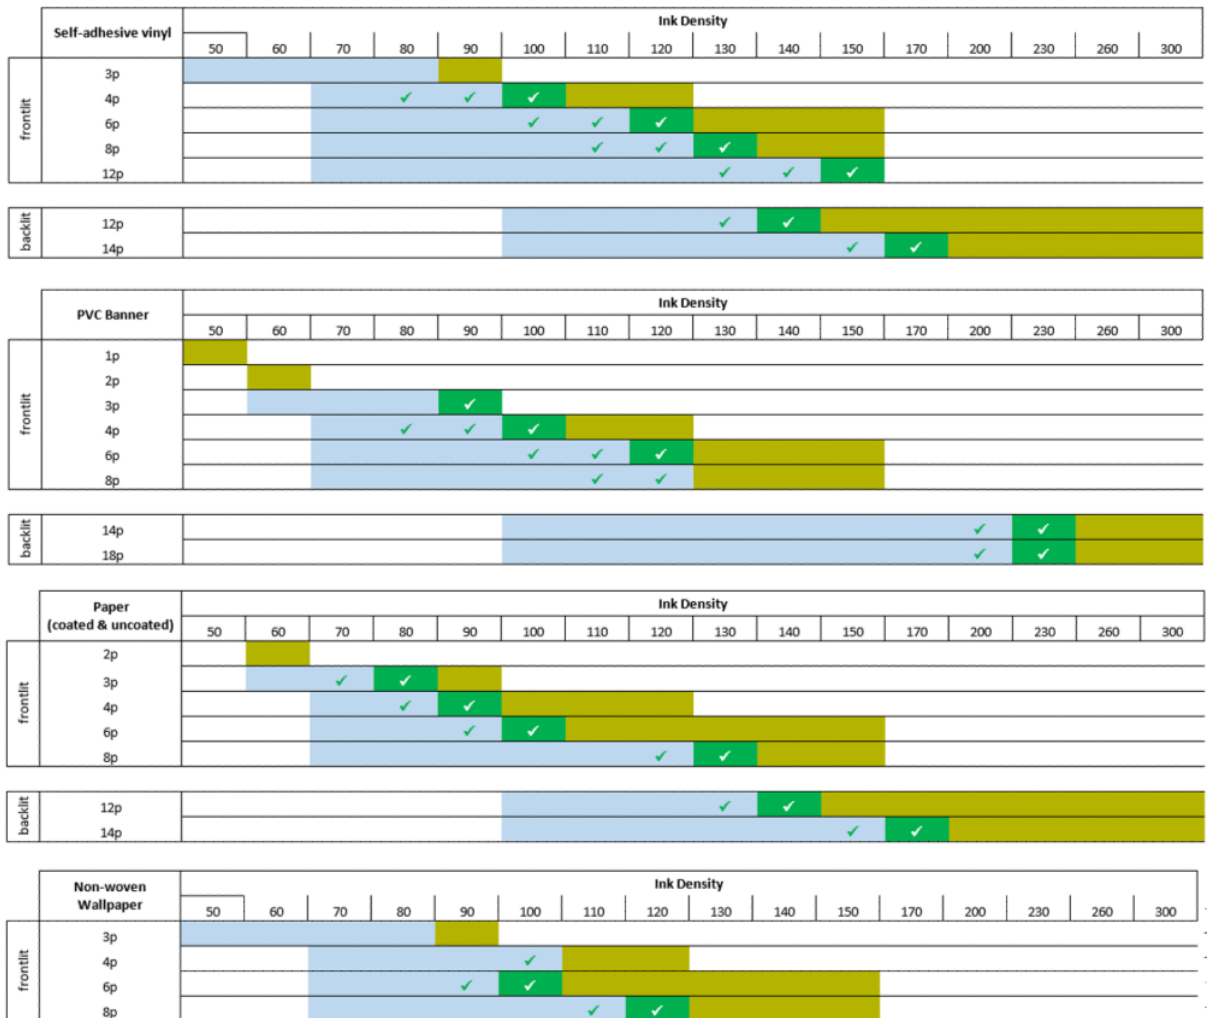 Self-adhesive vinyl
Ink Density
50 60 70 80 90 100 110 120 130 140 150 170 200 230 260 300
frontlit
3p
4p ✓ ✓ ✓
6p ✓ ✓ ✓
8p ✓ ✓ ✓
12p ✓ ✓ ✓
backlit
12p ✓ ✓
14p ✓ ✓
PVC Banner
Ink Density
50 60 70 80 90 100 110 120 130 140 150 170 200 230 260 300
frontlit
1p
2p
3p ✓
4p ✓ ✓ ✓
6p ✓ ✓ ✓
8p ✓ ✓
backlit
14p ✓ ✓
18p ✓ ✓
Paper
(coated & uncoated)
Ink Density
50 60 70 80 90 100 110 120 130 140 150 170 200 230 260 300
frontlit
2p
3p ✓ ✓
4p ✓ ✓
6p ✓ ✓
8p ✓ ✓
backlit
12p ✓ ✓
14p ✓ ✓
Non-woven
Wallpaper
Ink Density
50 60 70 80 90 100 110 120 130 140 150 170 200 230 260 300
frontlit
3p
4p ✓
6p ✓ ✓
8p ✓ ✓